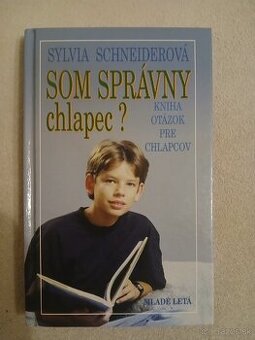 SYLVIA SCHNEIDEROVÁ
SOM SPRÁVNY
chlapec ?
KNIHA
OTÁZOK
PRE
CHLAPCOV
MLADÉ LETÁ